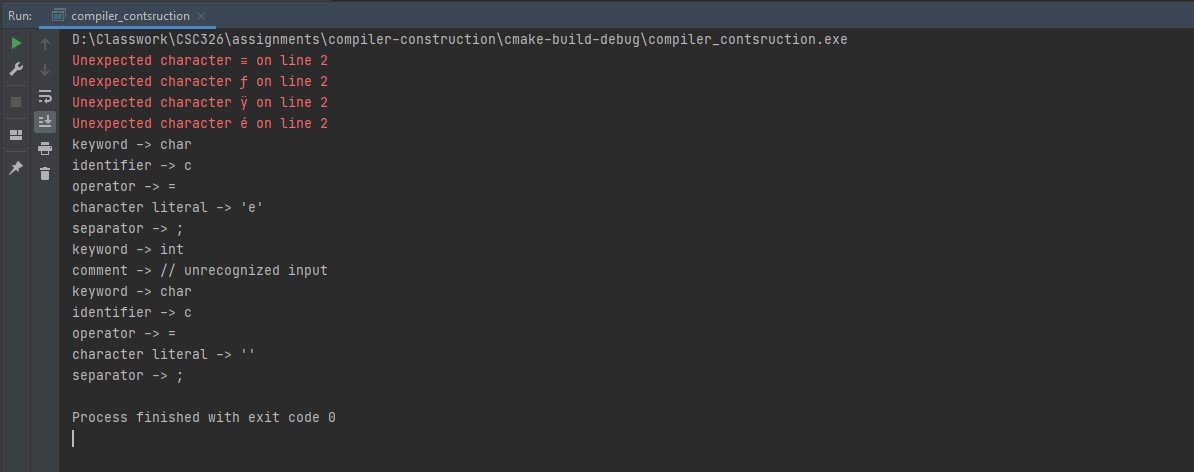 Run: compiler_contsruction ×
D:\Classwork\CSC326\assignments\compiler-construction\cmake-build-debug\compiler_contsruction.exe
Unexpected character ≡ on line 2
Unexpected character ƒ on line 2
Unexpected character ÿ on line 2
Unexpected character é on line 2
keyword -> char
identifier -> c
operator -> =
character literal -> 'e'
separator -> ;
keyword -> int
comment -> // unrecognized input
keyword -> char
identifier -> c
operator -> =
character literal -> ''
separator -> ;
Process finished with exit code 0